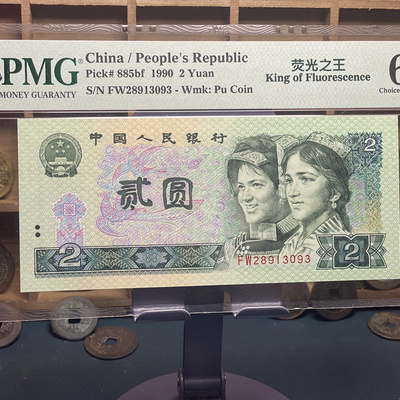 PMG
MONEY GUARANTY
China / People's Republic
Pick# 885bf 1990 2 Yuan
S/N FW28913093 - Wmk: Pu Coin
荧光之王
King of Fluorescence
6
Choice
中国人民银行
贰圆
2
2
2
FW28913093